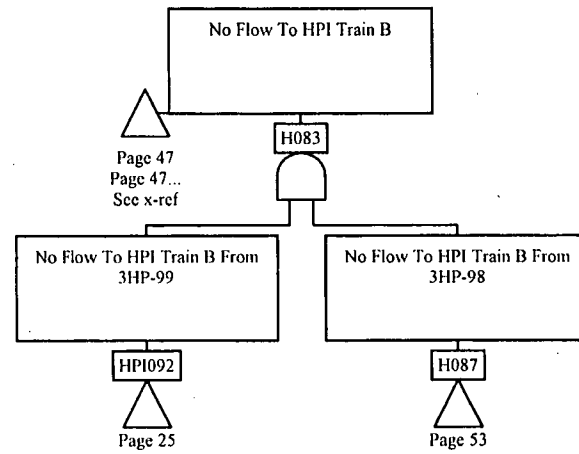 No Flow To HPI Train B
H083
Page 47
Page 47...
See x-ref
No Flow To HPI Train B From
3HP-99
No Flow To HPI Train B From
3HP-98
HPI092
H087
Page 25
Page 53